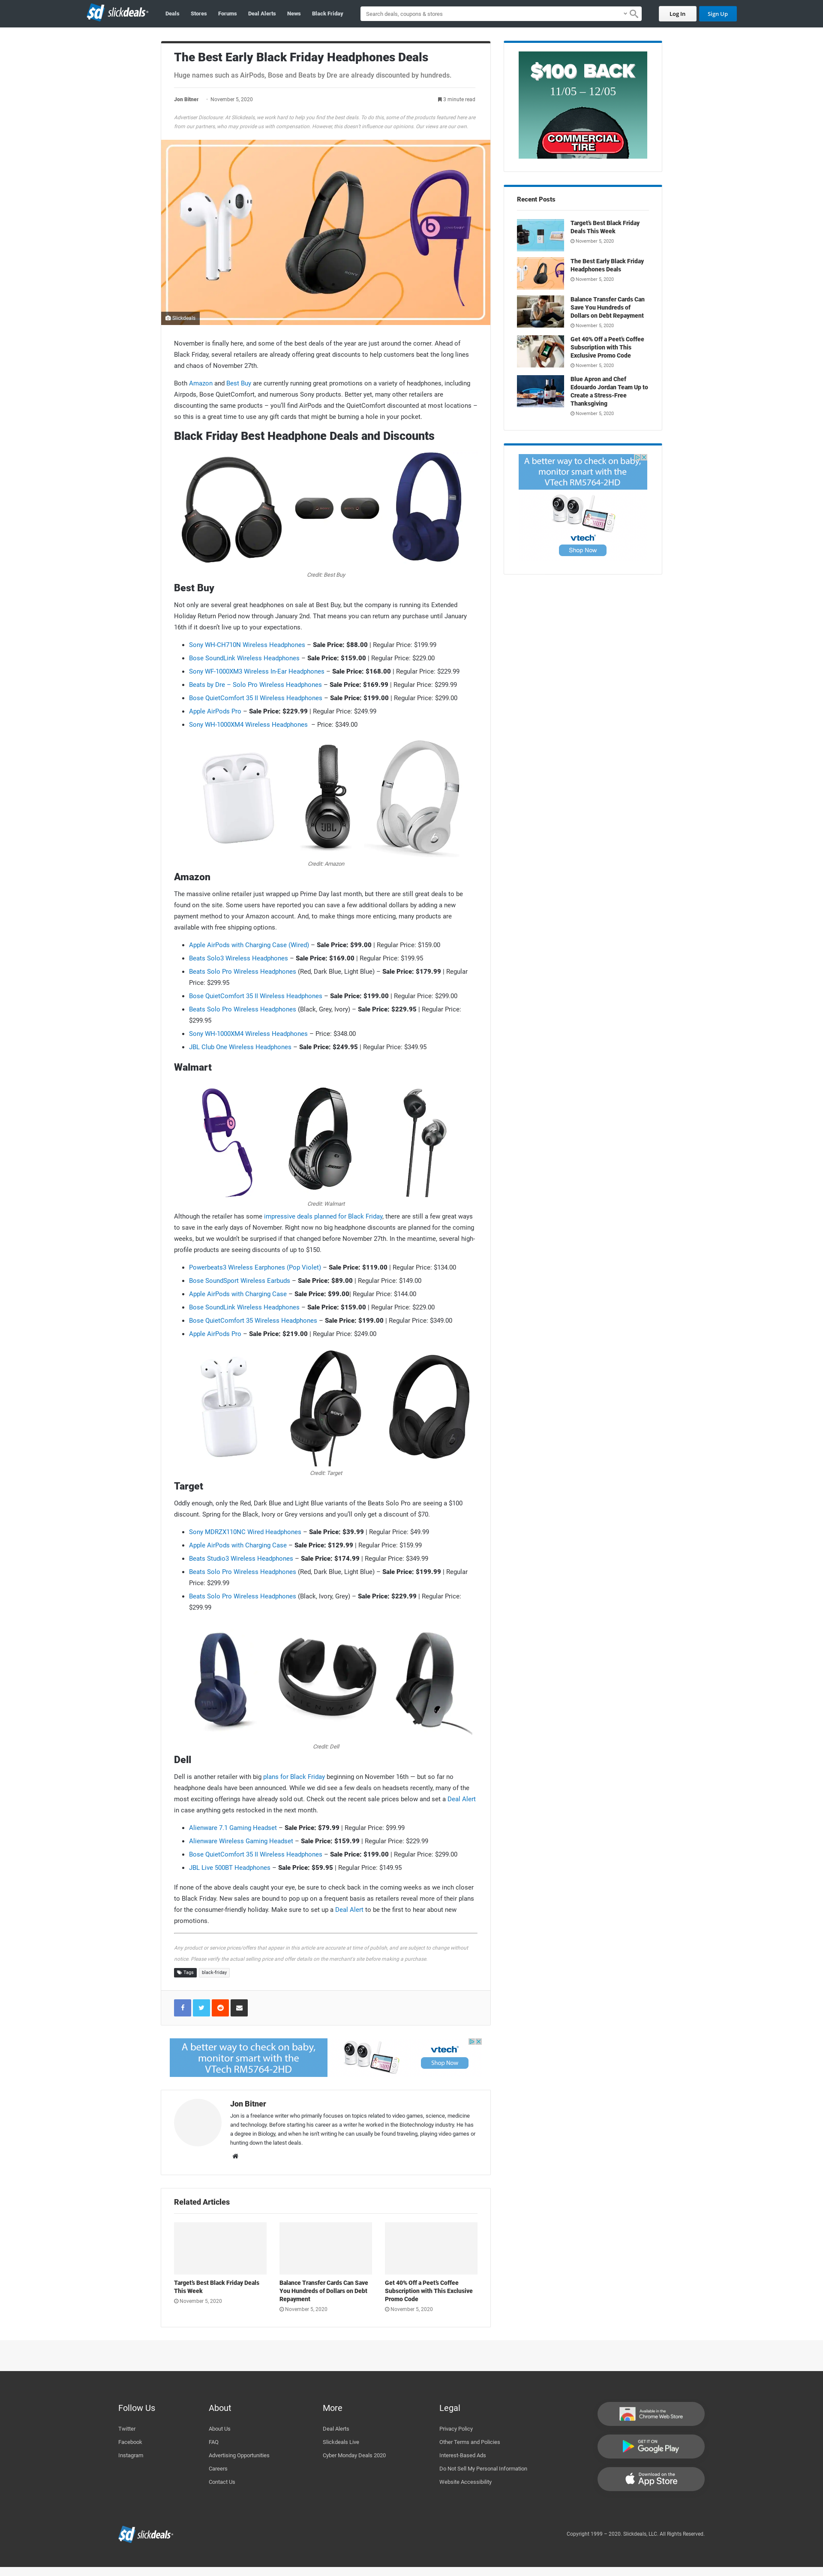 sd slickdeals
Deals Stores Forums Deal Alerts News Black Friday
Search deals, coupons & stores
Log In Sign Up
The Best Early Black Friday Headphones Deals
Huge names such as AirPods, Bose and Beats by Dre are already discounted by hundreds.
Jon Bitner · November 5, 2020 3 minute read
Advertiser Disclosure: At Slickdeals, we work hard to help you find the best deals. To do this, some of the products featured here are
from our partners, who may provide us with compensation. However, this doesn't influence our opinions. Our views are our own.
SONY
Slickdeals
November is finally here, and some of the best deals of the year are just around the corner. Ahead of
Black Friday, several retailers are already offering great discounts to help customers beat the long lines
and chaos of November 27th.
Both Amazon and Best Buy are currently running great promotions on a variety of headphones, including
Airpods, Bose QuietComfort, and numerous Sony products. Better yet, many other retailers are
discounting the same products – you'll find AirPods and the QuietComfort discounted at most locations –
so this is a great time to use any gift cards that might be burning a hole in your pocket.
Black Friday Best Headphone Deals and Discounts
Credit: Best Buy
Best Buy
Not only are several great headphones on sale at Best Buy, but the company is running its Extended
Holiday Return Period now through January 2nd. That means you can return any purchase until January
16th if it doesn't live up to your expectations.
Sony WH-CH710N Wireless Headphones – Sale Price: $88.00 | Regular Price: $199.99
Bose SoundLink Wireless Headphones – Sale Price: $159.00 | Regular Price: $229.00
Sony WF-1000XM3 Wireless In-Ear Headphones – Sale Price: $168.00 | Regular Price: $229.99
Beats by Dre – Solo Pro Wireless Headphones – Sale Price: $169.99 | Regular Price: $299.99
Bose QuietComfort 35 II Wireless Headphones – Sale Price: $199.00 | Regular Price: $299.00
Apple AirPods Pro – Sale Price: $229.99 | Regular Price: $249.99
Sony WH-1000XM4 Wireless Headphones – Price: $349.00
JBL
Credit: Amazon
Amazon
The massive online retailer just wrapped up Prime Day last month, but there are still great deals to be
found on the site. Some users have reported you can save a few additional dollars by adding a new
payment method to your Amazon account. And, to make things more enticing, many products are
available with free shipping options.
Apple AirPods with Charging Case (Wired) – Sale Price: $99.00 | Regular Price: $159.00
Beats Solo3 Wireless Headphones – Sale Price: $169.00 | Regular Price: $199.95
Beats Solo Pro Wireless Headphones (Red, Dark Blue, Light Blue) – Sale Price: $179.99 | Regular
Price: $299.95
Bose QuietComfort 35 II Wireless Headphones – Sale Price: $199.00 | Regular Price: $299.00
Beats Solo Pro Wireless Headphones (Black, Grey, Ivory) – Sale Price: $229.95 | Regular Price:
$299.95
Sony WH-1000XM4 Wireless Headphones – Price: $348.00
JBL Club One Wireless Headphones – Sale Price: $249.95 | Regular Price: $349.95
Walmart
BOSE
Credit: Walmart
Although the retailer has some impressive deals planned for Black Friday, there are still a few great ways
to save in the early days of November. Right now no big headphone discounts are planned for the coming
weeks, but we wouldn't be surprised if that changed before November 27th. In the meantime, several high-
profile products are seeing discounts of up to $150.
Powerbeats3 Wireless Earphones (Pop Violet) – Sale Price: $119.00 | Regular Price: $134.00
Bose SoundSport Wireless Earbuds – Sale Price: $89.00 | Regular Price: $149.00
Apple AirPods with Charging Case – Sale Price: $99.00| Regular Price: $144.00
Bose SoundLink Wireless Headphones – Sale Price: $159.00 | Regular Price: $229.00
Bose QuietComfort 35 Wireless Headphones – Sale Price: $199.00 | Regular Price: $349.00
Apple AirPods Pro – Sale Price: $219.00 | Regular Price: $249.00
SONY
Credit: Target
Target
Oddly enough, only the Red, Dark Blue and Light Blue variants of the Beats Solo Pro are seeing a $100
discount. Spring for the Black, Ivory or Grey versions and you'll only get a discount of $70.
Sony MDRZX110NC Wired Headphones – Sale Price: $39.99 | Regular Price: $49.99
Apple AirPods with Charging Case – Sale Price: $129.99 | Regular Price: $159.99
Beats Studio3 Wireless Headphones – Sale Price: $174.99 | Regular Price: $349.99
Beats Solo Pro Wireless Headphones (Red, Dark Blue, Light Blue) – Sale Price: $199.99 | Regular
Price: $299.99
Beats Solo Pro Wireless Headphones (Black, Ivory, Grey) – Sale Price: $229.99 | Regular Price:
$299.99
Credit: Dell
Dell
Dell is another retailer with big plans for Black Friday beginning on November 16th — but so far no
headphone deals have been announced. While we did see a few deals on headsets recently, many of the
most exciting offerings have already sold out. Check out the recent sale prices below and set a Deal Alert
in case anything gets restocked in the next month.
Alienware 7.1 Gaming Headset – Sale Price: $79.99 | Regular Price: $99.99
Alienware Wireless Gaming Headset – Sale Price: $159.99 | Regular Price: $229.99
Bose QuietComfort 35 II Wireless Headphones – Sale Price: $199.00 | Regular Price: $299.00
JBL Live 500BT Headphones – Sale Price: $59.95 | Regular Price: $149.95
If none of the above deals caught your eye, be sure to check back in the coming weeks as we inch closer
to Black Friday. New sales are bound to pop up on a frequent basis as retailers reveal more of their plans
for the consumer-friendly holiday. Make sure to set up a Deal Alert to be the first to hear about new
promotions.
Any product or service prices/offers that appear in this article are accurate at time of publish, and are subject to change without
notice. Please verify the actual selling price and offer details on the merchant's site before making a purchase.
Tags black-friday
A better way to check on baby,
monitor smart with the
VTech RM5764-2HD
vtech
Shop Now
Jon Bitner
Jon is a freelance writer who primarily focuses on topics related to video games, science, medicine
and technology. Before starting his career as a writer he worked in the Biotechnology industry. He has
a degree in Biology, and when he isn't writing he can usually be found traveling, playing video games or
hunting down the latest deals.
Related Articles
Target's Best Black Friday Deals
This Week
November 5, 2020
Balance Transfer Cards Can Save
You Hundreds of Dollars on Debt
Repayment
November 5, 2020
Get 40% Off a Peet's Coffee
Subscription with This Exclusive
Promo Code
November 5, 2020
$100 BACK
11/05 – 12/05
COMMERCIAL
TIRE
Recent Posts
Target's Best Black Friday
Deals This Week
November 5, 2020
The Best Early Black Friday
Headphones Deals
November 5, 2020
Balance Transfer Cards Can
Save You Hundreds of
Dollars on Debt Repayment
November 5, 2020
Get 40% Off a Peet's Coffee
Subscription with This
Exclusive Promo Code
November 5, 2020
Blue Apron and Chef
Edouardo Jordan Team Up to
Create a Stress-Free
Thanksgiving
November 5, 2020
A better way to check on baby,
monitor smart with the
VTech RM5764-2HD
vtech
Shop Now
Follow Us
Twitter
Facebook
Instagram
About
About Us
FAQ
Advertising Opportunities
Careers
Contact Us
More
Deal Alerts
Slickdeals Live
Cyber Monday Deals 2020
Legal
Privacy Policy
Other Terms and Policies
Interest-Based Ads
Do Not Sell My Personal Information
Website Accessibility
Available in the
Chrome Web Store
GET IT ON
Google Play
Download on the
App Store
sd slickdeals
Copyright 1999 – 2020. Slickdeals, LLC. All Rights Reserved.